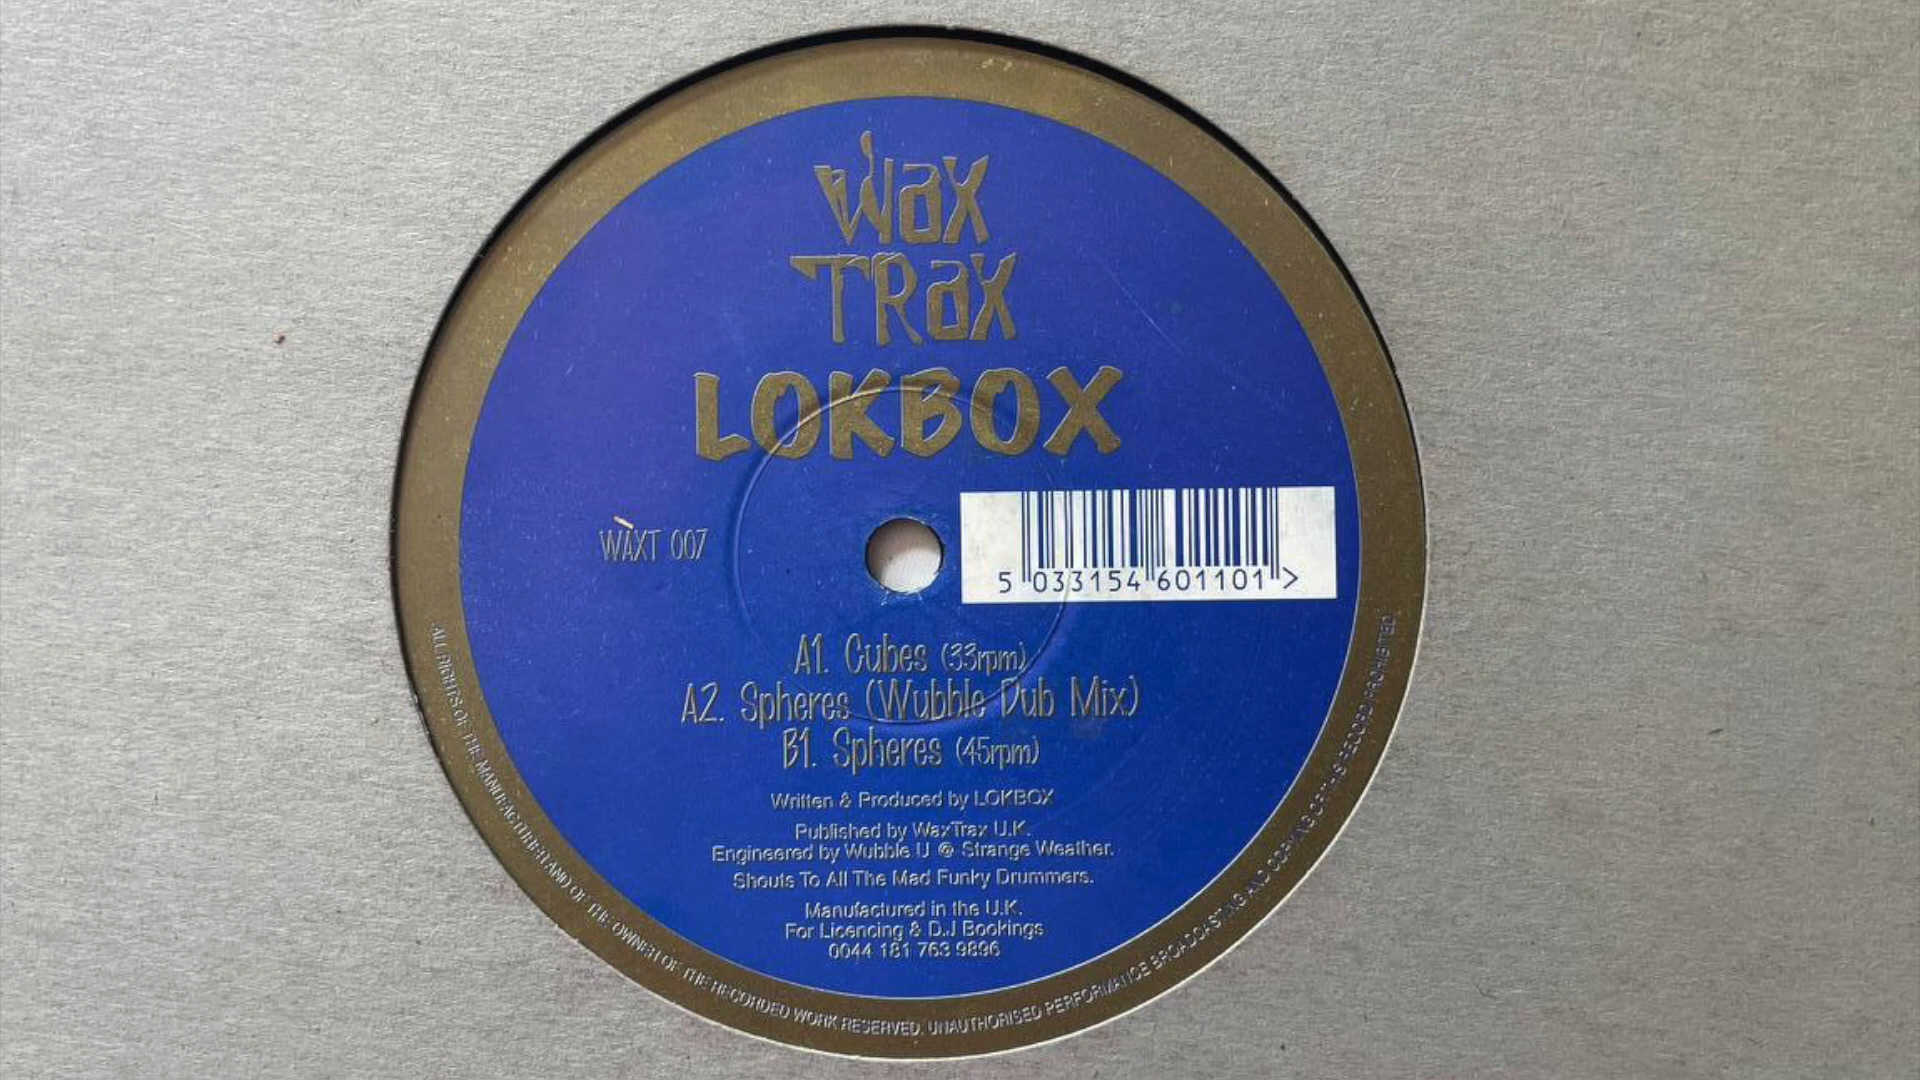 Wax
Trax
LOKBOX
WAXT 007
5 033154 601101 >
A1. Cubes (33rpm)
A2. Spheres (Wubble Dub Mix)
B1. Spheres (45rpm)
Written & Produced by LOKBOX
Published by WaxTrax U.K.
Engineered by Wubble U @ Strange Weather.
Shouts To All The Mad Funky Drummers.
Manufactured in the U.K.
For Licencing & D.J Bookings
0044 181 763 9896
ALL RIGHTS OF THE MANUFACTURER AND OF THE OWNER OF THE RECORDED WORK RESERVED. UNAUTHORISED PERFORMANCE BROADCASTING AND COPYING OF THIS RECORD PROHIBITED